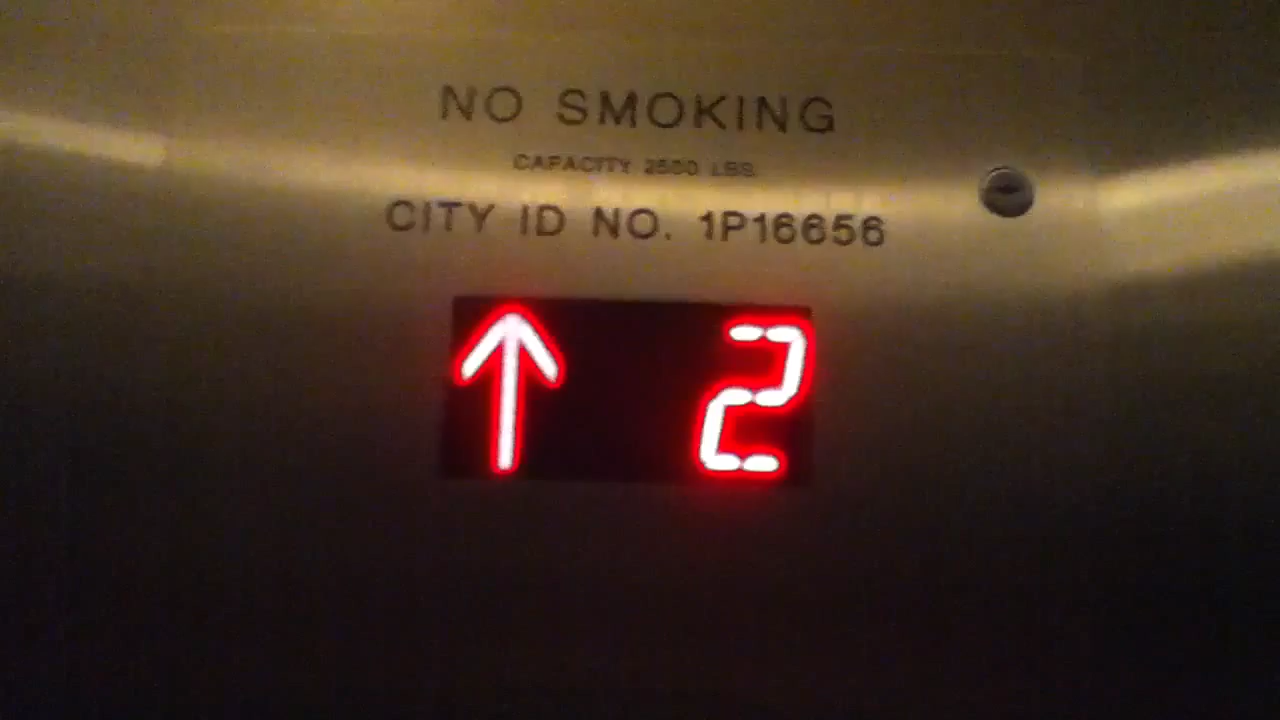 NO SMOKING
CAPACITY 2500 LBS.
CITY ID NO. 1P16656
↑ 2